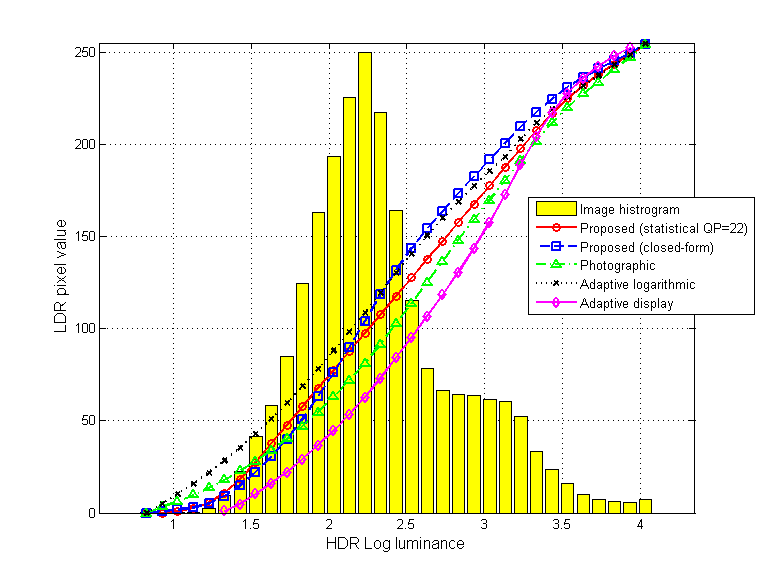 250
200
150
100
50
0
LDR pixel value
1
1.5
2
2.5
3
3.5
4
HDR Log luminance
Image histrogram
Proposed (statistical QP=22)
Proposed (closed-form)
Photographic
Adaptive logarithmic
Adaptive display